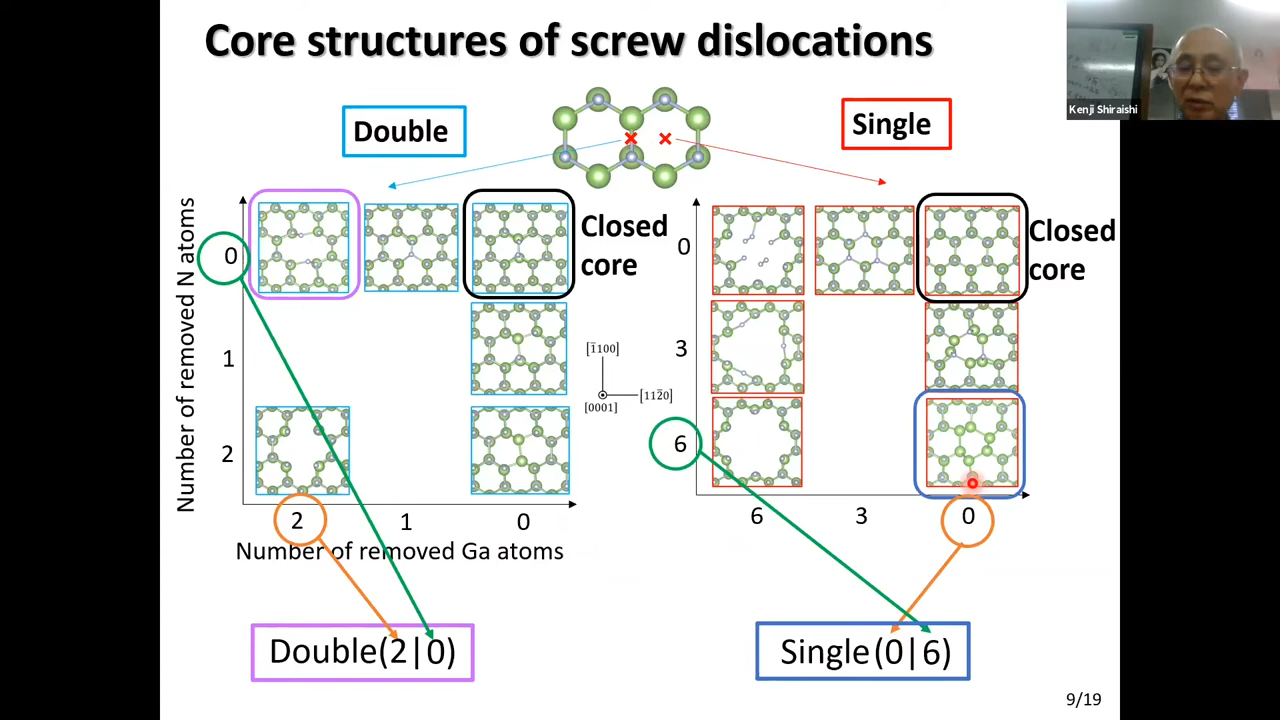 Core structures of screw dislocations
Kenji Shiraishi
Double
Single
Number of removed N atoms
0
1
2
Closed
core
2
1
0
Number of removed Ga atoms
[1̅100]
[112̅0]
[0001]
0
3
6
Closed
core
6
3
0
Double(2|0)
Single(0|6)
9/19